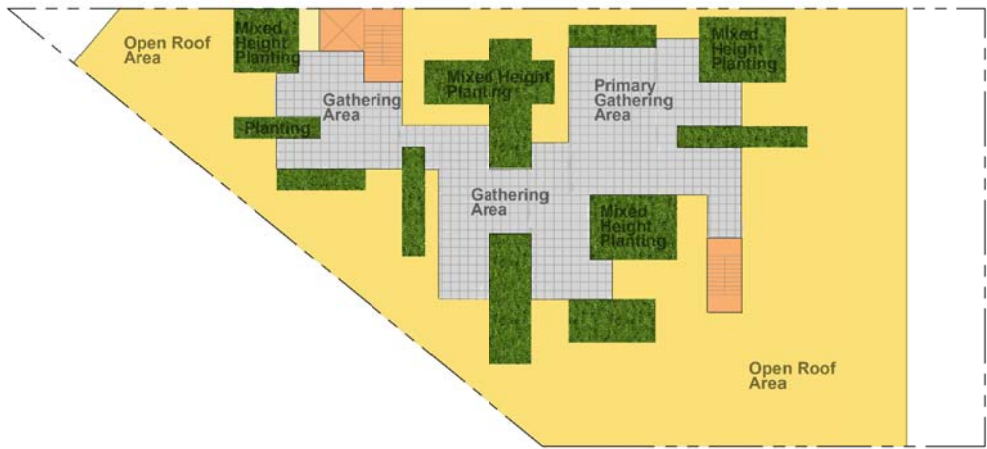 Open Roof
Area
Mixed
Height
Planting
Gathering
Area
Planting
Mixed Height
Planting
Primary
Gathering
Area
Mixed
Height
Planting
Gathering
Area
Mixed
Height
Planting
Open Roof
Area